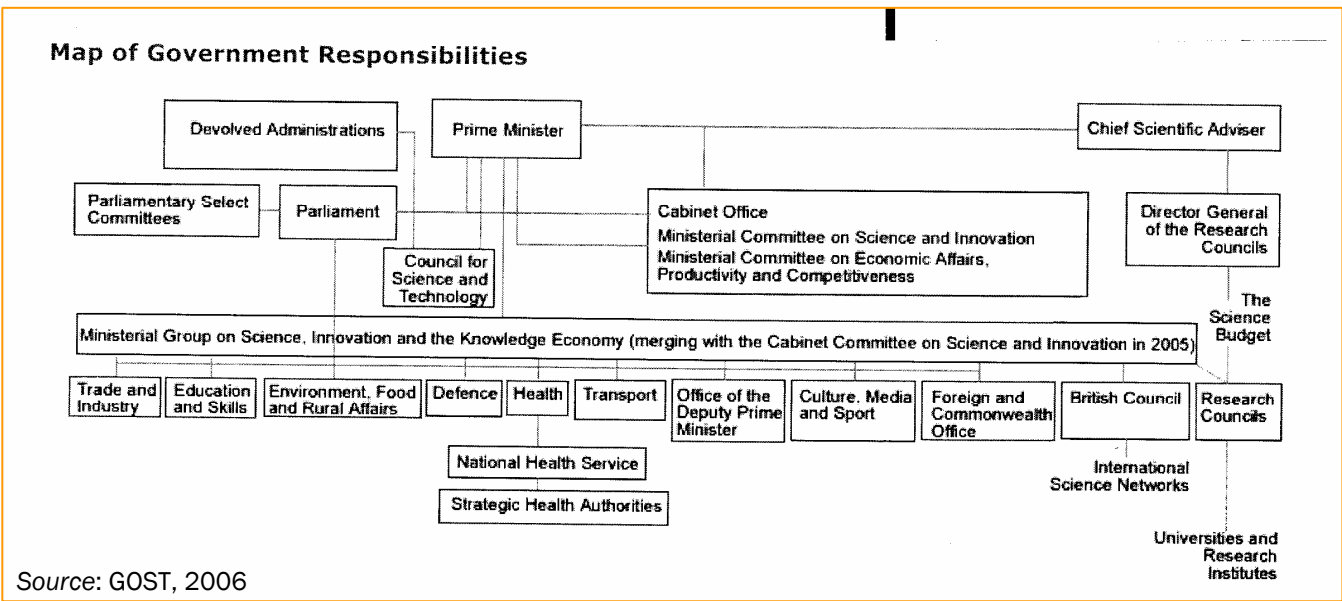 Map of Government Responsibilities
Devolved Administrations
Prime Minister
Chief Scientific Adviser
Parliamentary Select
Committees
Parliament
Cabinet Office
Ministerial Committee on Science and Innovation
Ministerial Committee on Economic Affairs,
Productivity and Competitiveness
Director General
of the Research
Councils
Council for
Science and
Technology
The
Science
Budget
Ministerial Group on Science, Innovation and the Knowledge Economy (merging with the Cabinet Committee on Science and Innovation in 2005)
Trade and
Industry
Education
and Skills
Environment, Food
and Rural Affairs
Defence
Health
Transport
Office of the
Deputy Prime
Minister
Culture, Media
and Sport
Foreign and
Commonwealth
Office
British Council
Research
Councils
National Health Service
Strategic Health Authorities
International
Science Networks
Universities and
Research
Institutes
Source: GOST, 2006